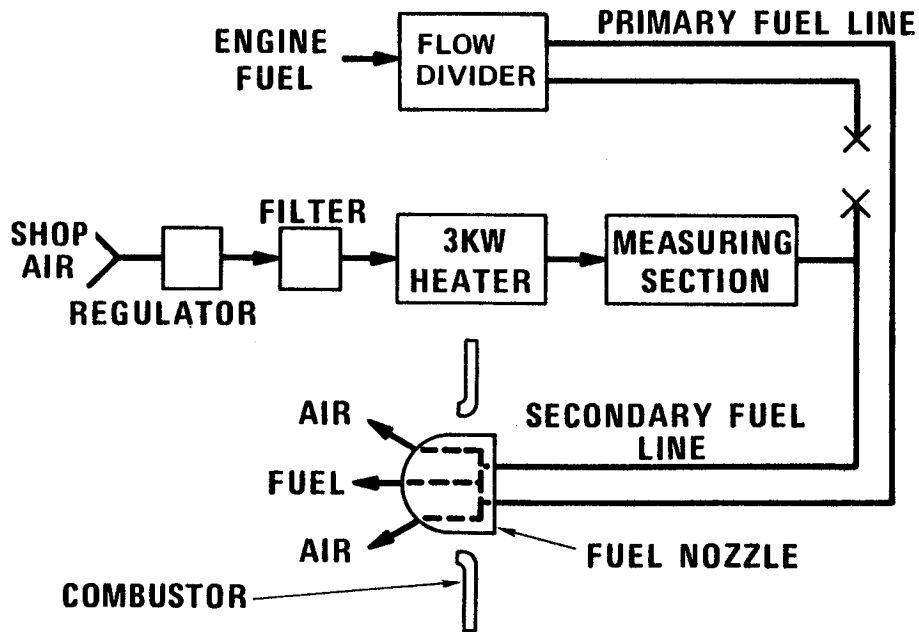 PRIMARY FUEL LINE
ENGINE
FUEL
FLOW
DIVIDER
SHOP
AIR
REGULATOR
FILTER
3KW
HEATER
MEASURING
SECTION
AIR
FUEL
AIR
SECONDARY FUEL
LINE
FUEL NOZZLE
COMBUSTOR